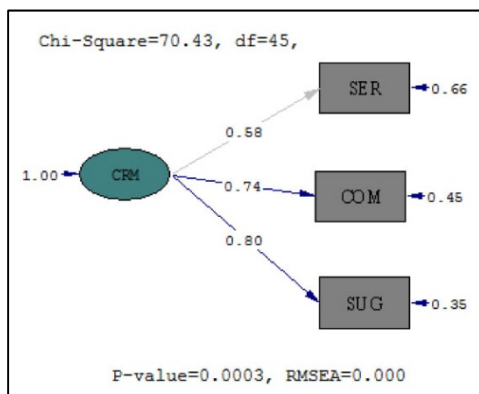 Chi-Square=70.43, df=45,
SER
0.66
0.58
1.00
CRM
0.74
COM
0.45
0.80
SUG
0.35
P-value=0.0003, RMSEA=0.000